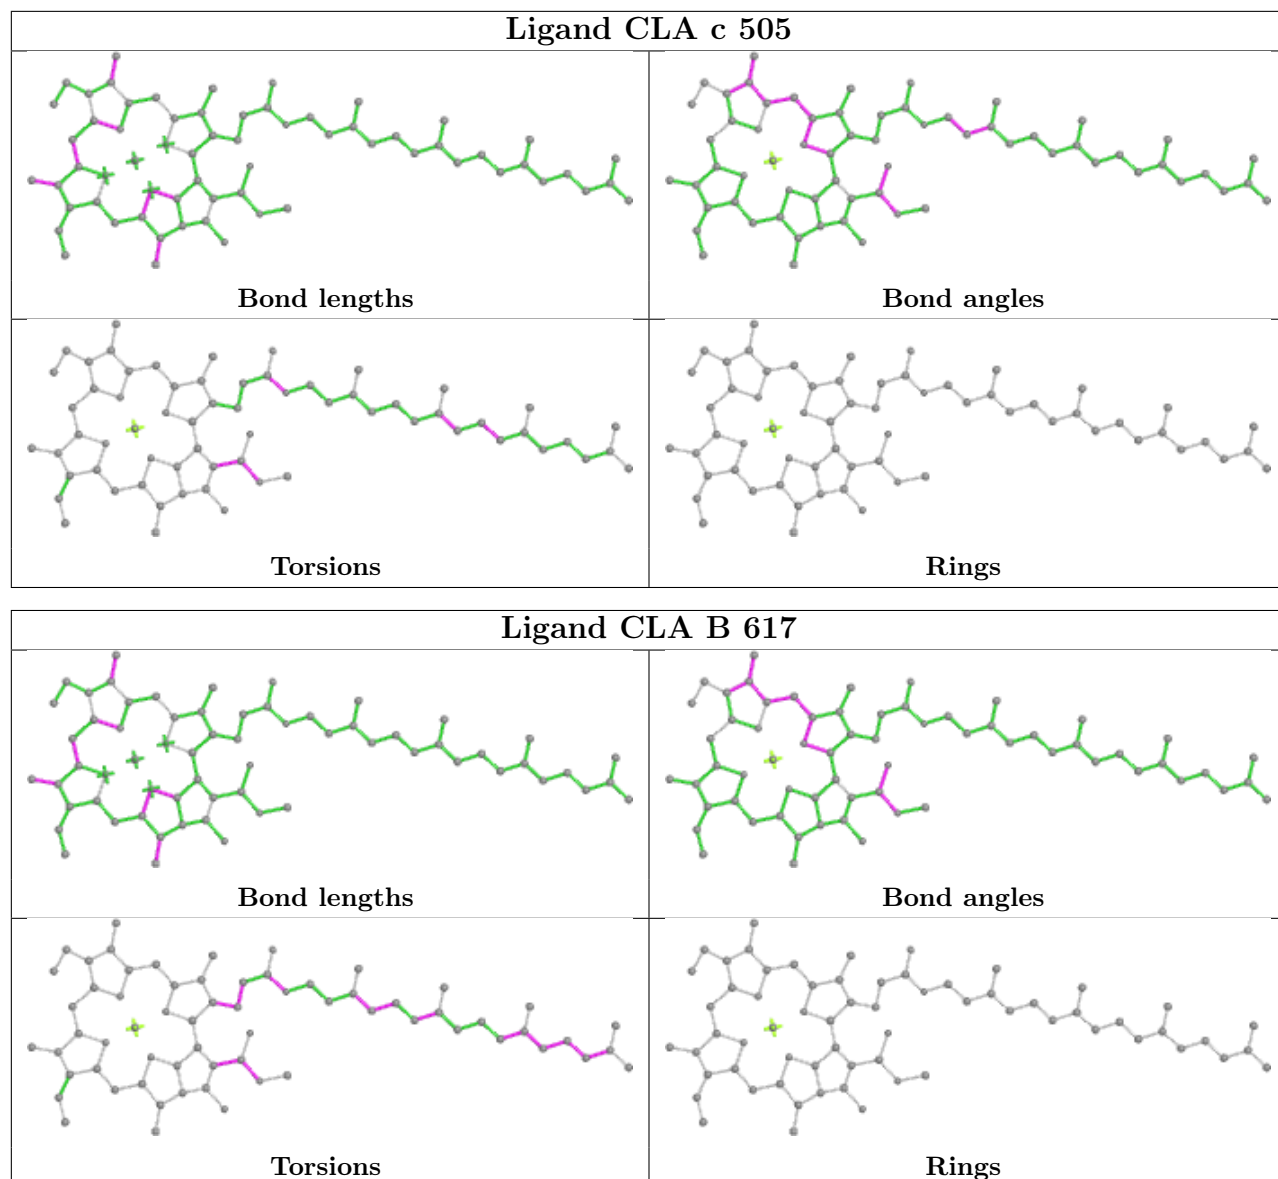 Ligand CLA c 505
Bond lengths
Bond angles
Torsions
Rings
Ligand CLA B 617
Bond lengths
Bond angles
Torsions
Rings